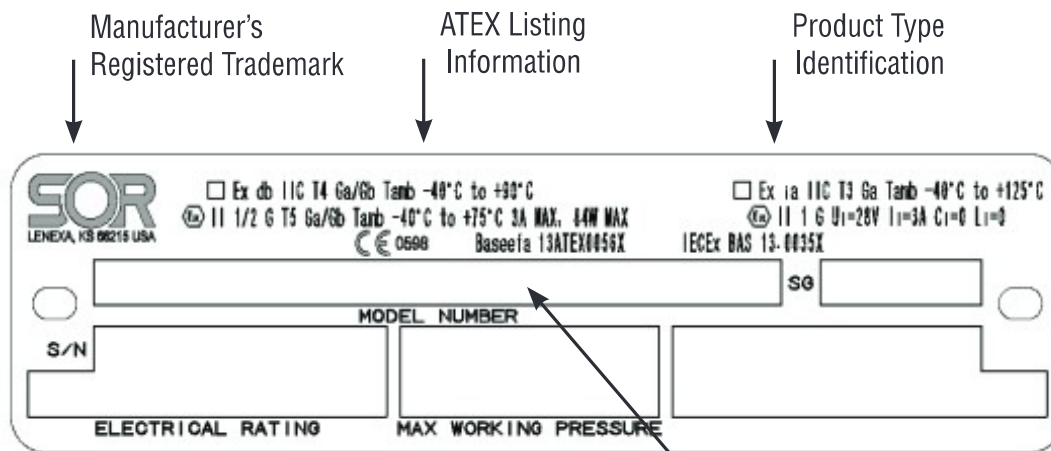 Manufacturer's
Registered Trademark
ATEX Listing
Information
Product Type
Identification
SOR
LENEXA, KS 66215 USA
☐ Ex db IIC T4 Ga/Gb Tamb -40°C to +90°C
Ex II 1/2 G T5 Ga/Gb Tamb -40°C to +75°C 3A MAX. 84W MAX
CE 0598 Baseefa 13ATEX0056X
☐ Ex ia IIC T3 Ga Tamb -40°C to +125°C
Ex II 1 G Ui=28V Ii=3A Ci=0 Li=0
IECEx BAS 13.0035X
SG
MODEL NUMBER
S/N
ELECTRICAL RATING
MAX WORKING PRESSURE